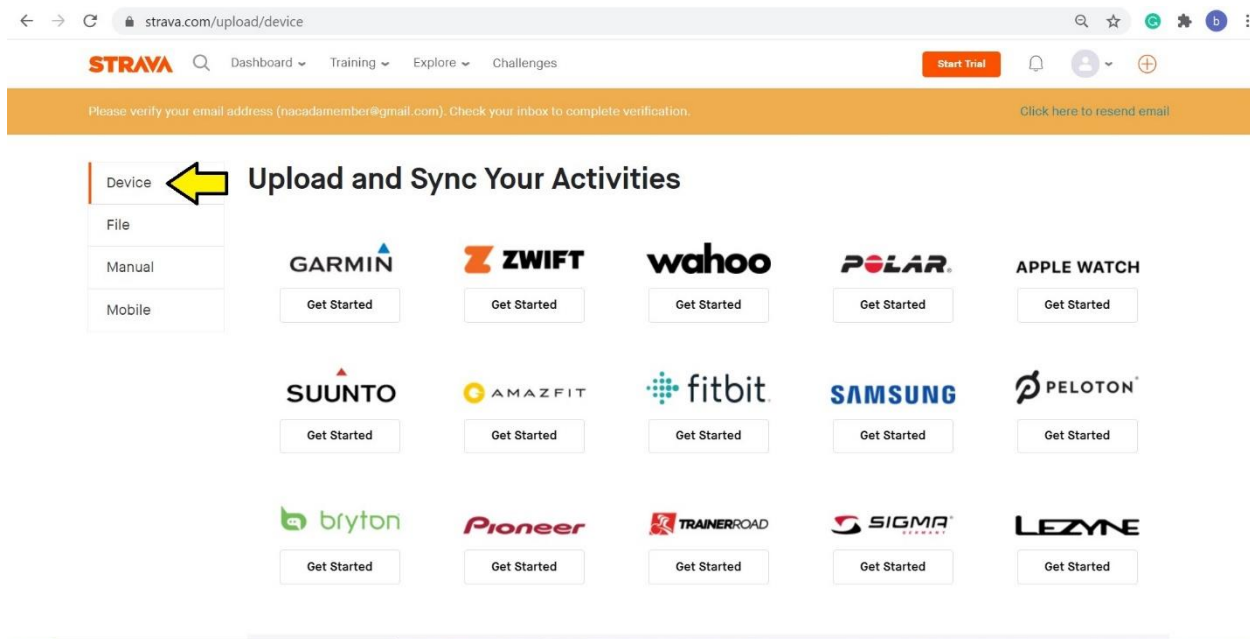 strava.com/upload/device
b
STRAVA Dashboard Training Explore Challenges Start Trial
Please verify your email address (nacadamember@gmail.com). Check your inbox to complete verification. Click here to resend email
Device
File
Manual
Mobile
Upload and Sync Your Activities
GARMIN ZWIFT wahoo POLAR. APPLE WATCH
Get Started Get Started Get Started Get Started Get Started
SUUNTO AMAZFIT fitbit. SAMSUNG PELOTON
Get Started Get Started Get Started Get Started Get Started
bryton Pioneer TRAINERROAD SIGMA GERMANY LEZYNE
Get Started Get Started Get Started Get Started Get Started